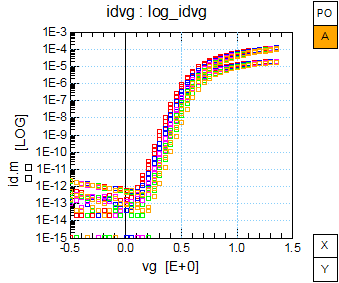 idvg : log_idvg
PO
A
1E-3
1E-4
1E-5
1E-6
1E-7
1E-8
1E-9
1E-10
1E-11
1E-12
1E-13
1E-14
1E-15
id.m [LOG]
-0.5 0.0 0.5 1.0 1.5
vg [E+0]
X
Y